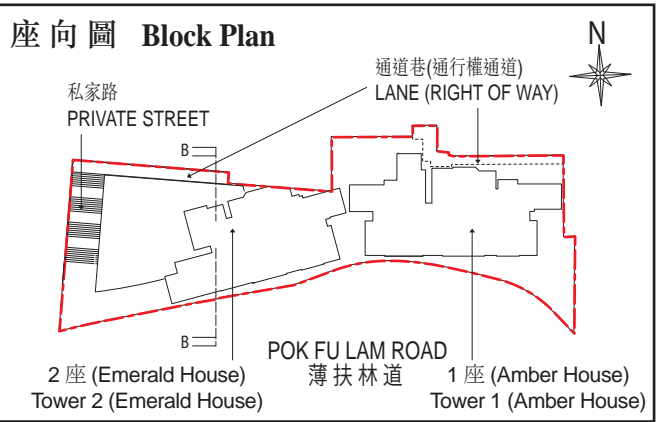 座向圖 Block Plan
N
通道巷(通行權通道)
LANE (RIGHT OF WAY)
私家路
PRIVATE STREET
B
B
POK FU LAM ROAD
薄扶林道
2 座 (Emerald House)
Tower 2 (Emerald House)
1 座 (Amber House)
Tower 1 (Amber House)